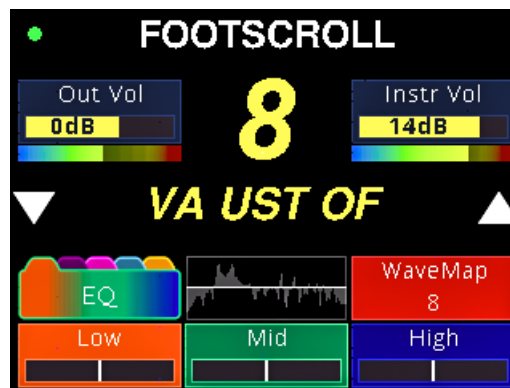 FOOTSCROLL
Out Vol
0dB
8
Instr Vol
14dB
VA UST OF
EQ
WaveMap
8
Low
Mid
High